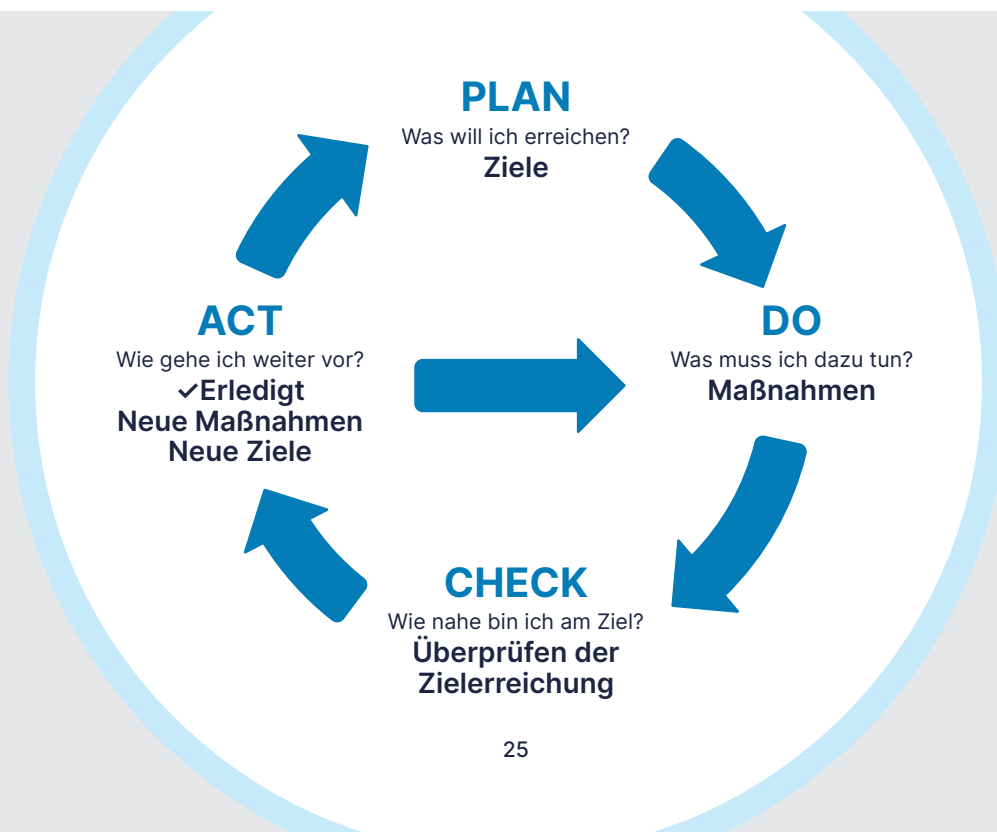 PLAN
Was will ich erreichen?
Ziele
ACT
Wie gehe ich weiter vor?
✓Erledigt
Neue Maßnahmen
Neue Ziele
DO
Was muss ich dazu tun?
Maßnahmen
CHECK
Wie nahe bin ich am Ziel?
Überprüfen der
Zielerreichung
25